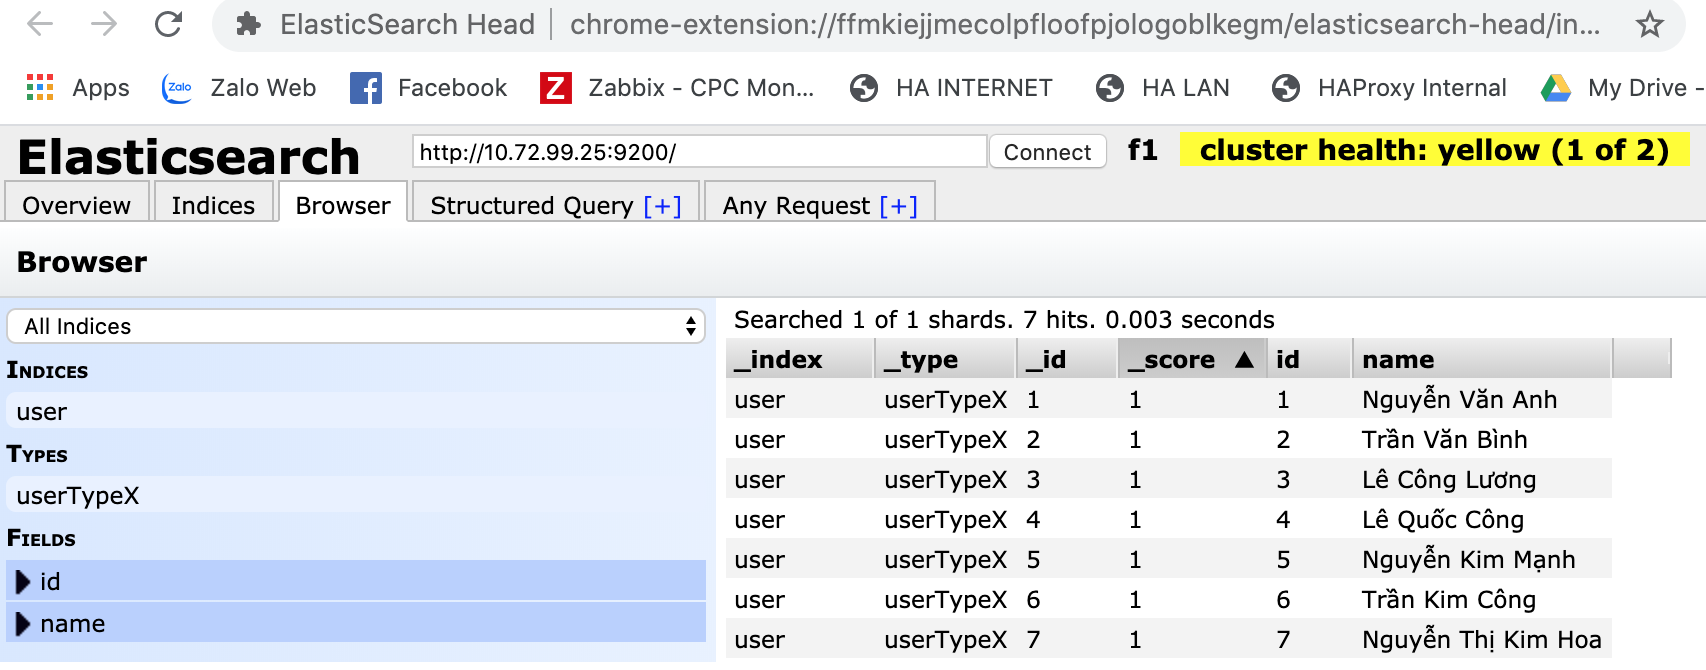 ElasticSearch Head | chrome-extension://ffmkiejjmecolpfloofpjologoblkegm/elasticsearch-head/in...
Apps Zalo Zalo Web Facebook Z Zabbix - CPC Mon... HA INTERNET HA LAN HAProxy Internal My Drive -
Elasticsearch http://10.72.99.25:9200/ Connect f1 cluster health: yellow (1 of 2)
Overview Indices Browser Structured Query [+] Any Request [+]
Browser
All Indices
INDICES
user
TYPES
userTypeX
FIELDS
id
name
Searched 1 of 1 shards. 7 hits. 0.003 seconds
_index _type _id _score ▲ id name
user userTypeX 1 1 1 Nguyễn Văn Anh
user userTypeX 2 1 2 Trần Văn Bình
user userTypeX 3 1 3 Lê Công Lương
user userTypeX 4 1 4 Lê Quốc Công
user userTypeX 5 1 5 Nguyễn Kim Mạnh
user userTypeX 6 1 6 Trần Kim Công
user userTypeX 7 1 7 Nguyễn Thị Kim Hoa